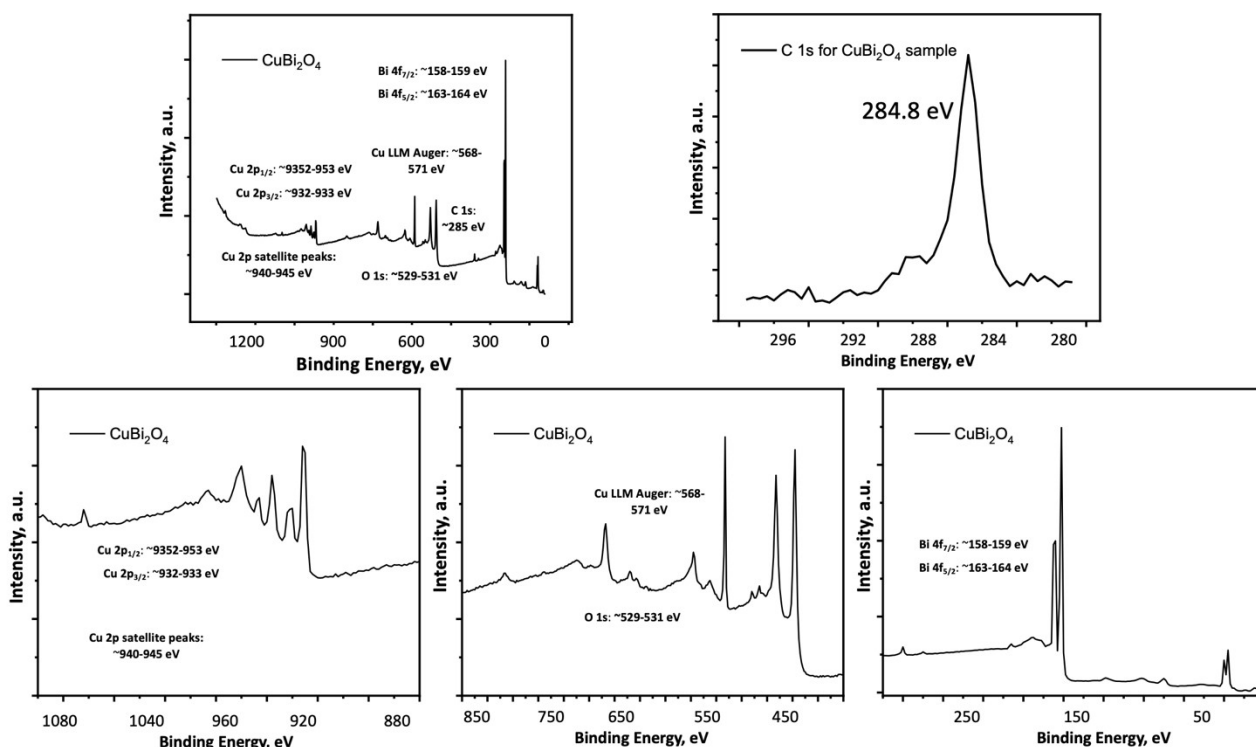 CuBi₂O₄
Bi 4f₇/₂: ~158-159 eV
Bi 4f₅/₂: ~163-164 eV
Cu LLM Auger: ~568-
571 eV
Cu 2p₁/₂: ~9352-953 eV
Cu 2p₃/₂: ~932-933 eV
C 1s:
~285 eV
Cu 2p satellite peaks:
~940-945 eV
O 1s: ~529-531 eV
Intensity, a.u.
1200 900 600 300 0
Binding Energy, eV
C 1s for CuBi₂O₄ sample
284.8 eV
Intensity, a.u.
296 292 288 284 280
Binding Energy, eV
CuBi₂O₄
Cu 2p₁/₂: ~9352-953 eV
Cu 2p₃/₂: ~932-933 eV
Cu 2p satellite peaks:
~940-945 eV
Intensity, a.u.
1080 1040 960 920 880
Binding Energy, eV
CuBi₂O₄
Cu LLM Auger: ~568-
571 eV
O 1s: ~529-531 eV
Intensity, a.u.
850 750 650 550 450
Binding Energy, eV
CuBi₂O₄
Bi 4f₇/₂: ~158-159 eV
Bi 4f₅/₂: ~163-164 eV
Intensity, a.u.
250 150 50
Binding Energy, eV